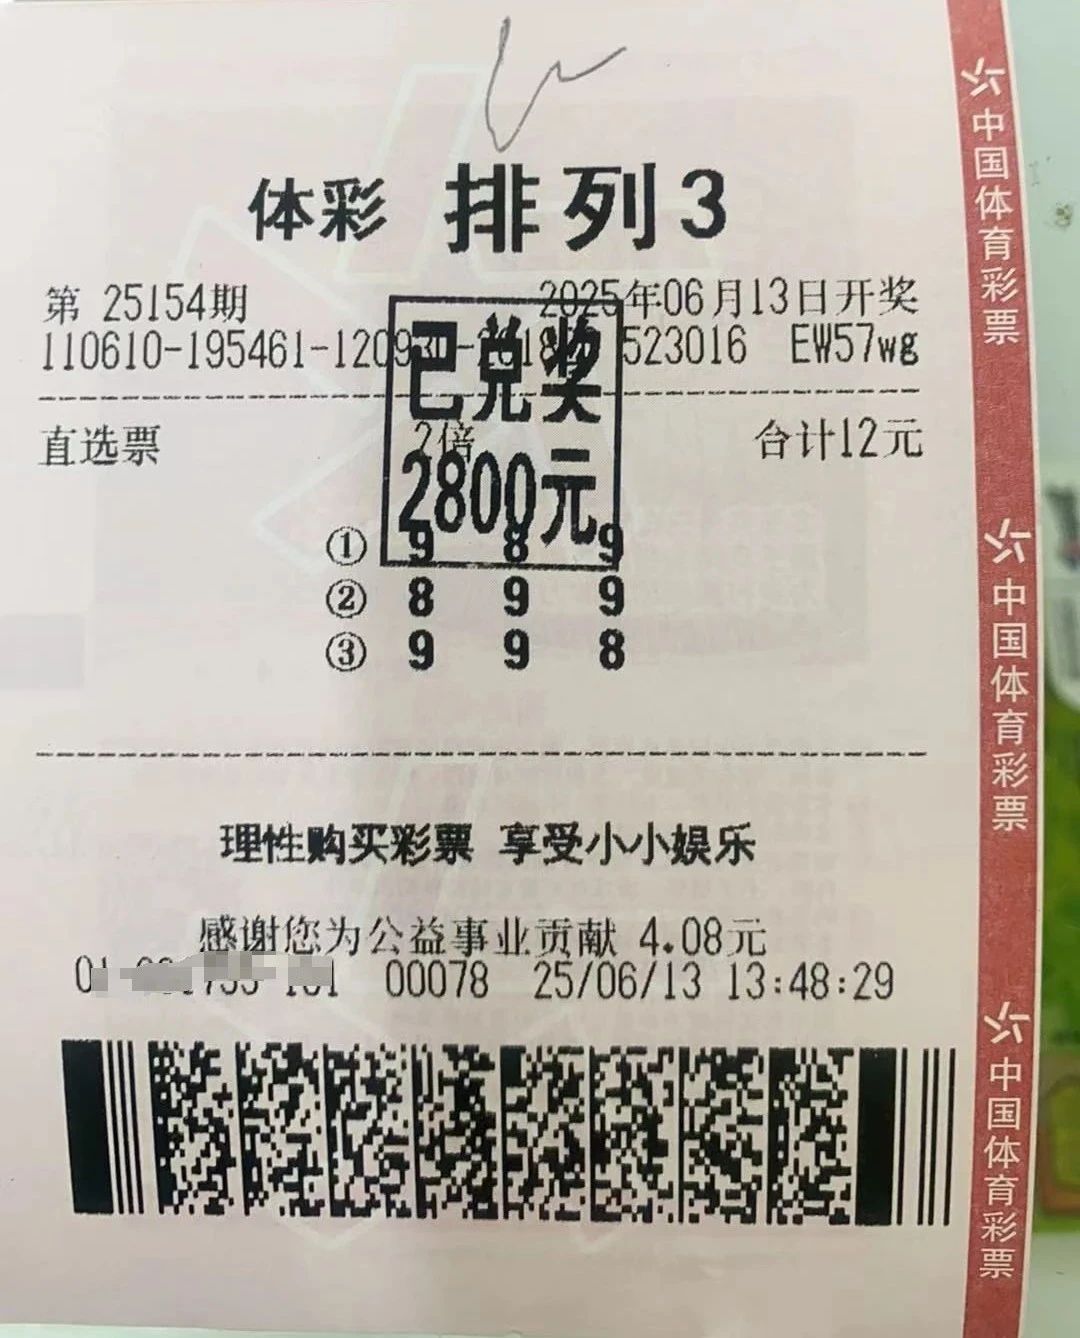 体彩 排列3
第 25154期 2025年06月13日开奖
110610-195461-120930- 523016 EW57wg
已兑奖
直选票 2倍 合计12元
2800元
① 9 8 9
② 8 9 9
③ 9 9 8
理性购买彩票 享受小小娱乐
感谢您为公益事业贡献 4.08元
00078 25/06/13 13:48:29
中国体育彩票
中国体育彩票
中国体育彩票